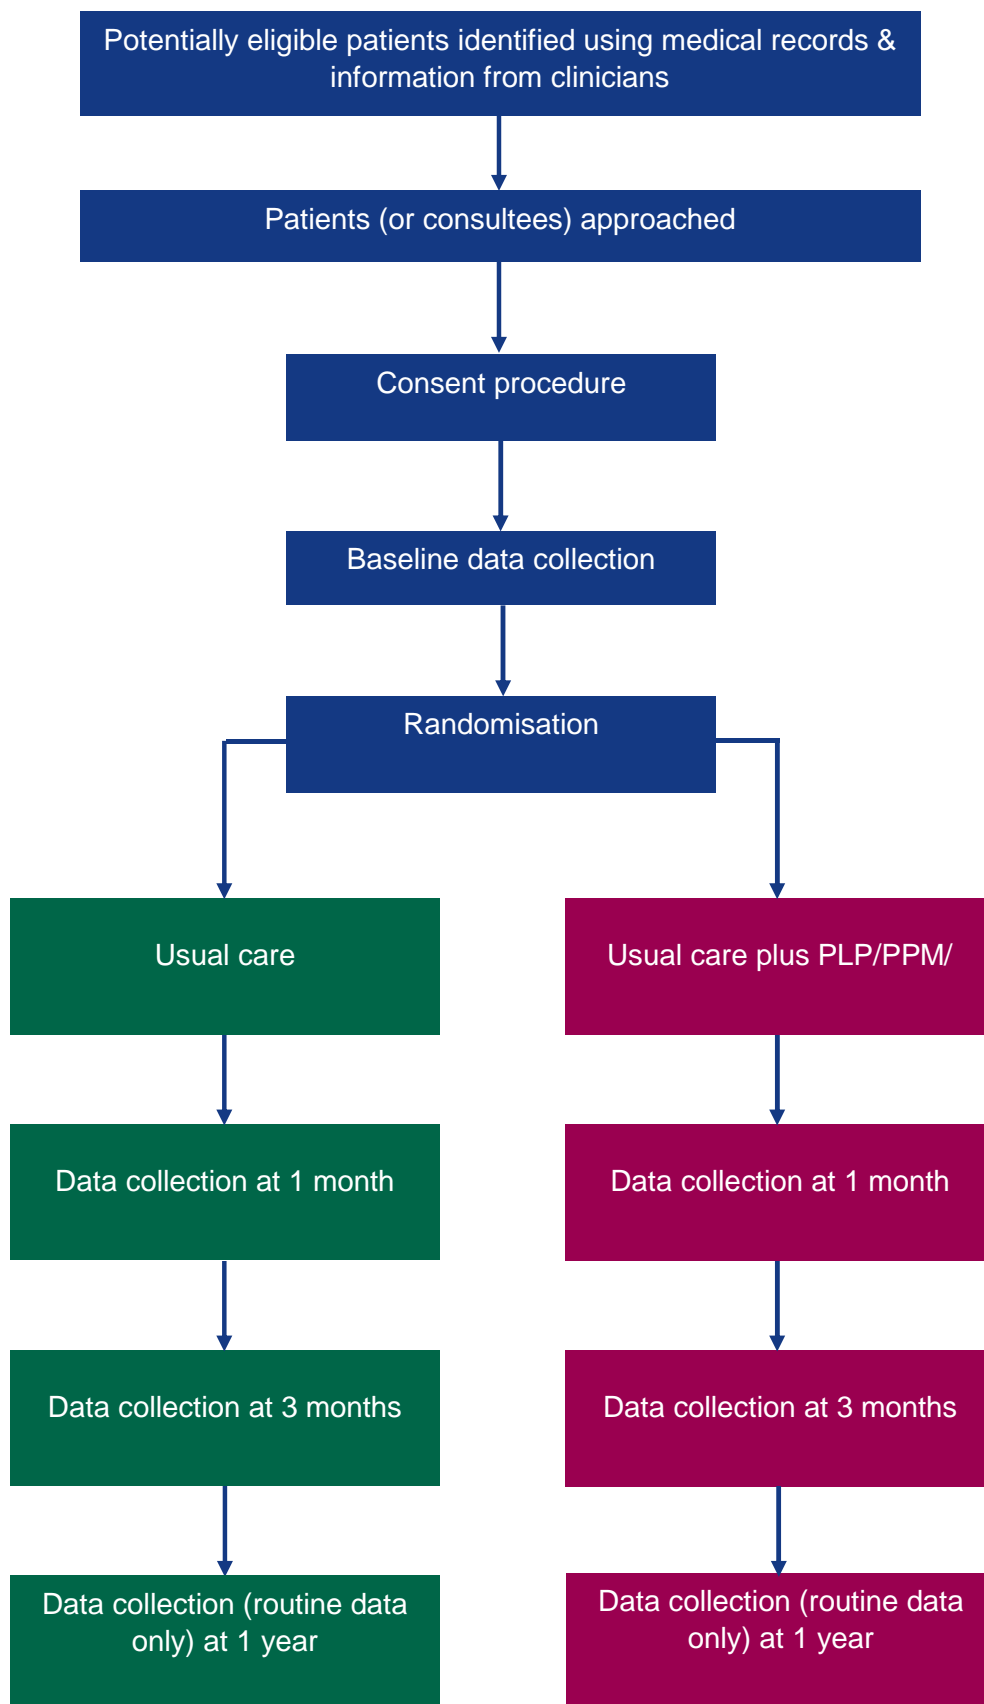 Potentially eligible patients identified using medical records &
information from clinicians
Patients (or consultees) approached
Consent procedure
Baseline data collection
Randomisation
Usual care
Usual care plus PLP/PPM/
Data collection at 1 month
Data collection at 1 month
Data collection at 3 months
Data collection at 3 months
Data collection (routine data
only) at 1 year
Data collection (routine data
only) at 1 year